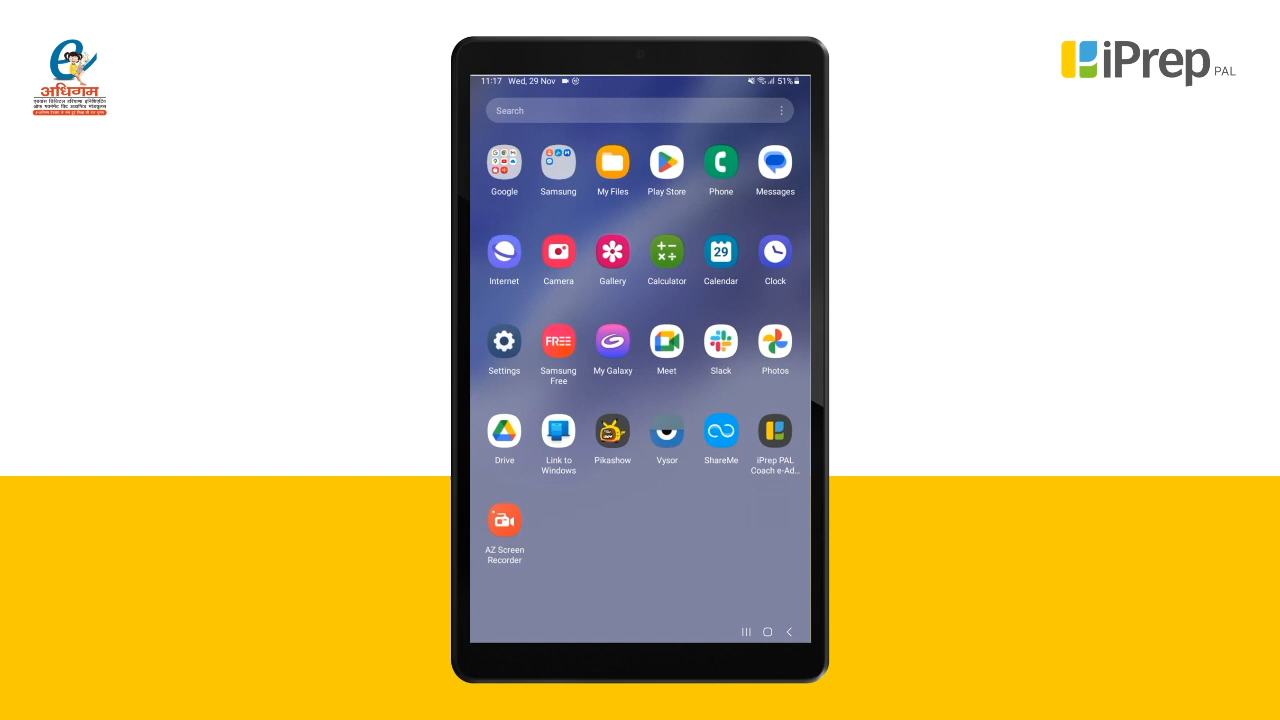 अधिगम
iPrep PAL
11:17 Wed, 29 Nov
51%
Search
Google
Samsung
My Files
Play Store
Phone
Messages
29
Internet
Camera
Gallery
Calculator
Calendar
Clock
FREE
Settings
Samsung
Free
My Galaxy
Meet
Slack
Photos
Drive
Link to
Windows
Pikashow
Vysor
ShareMe
iPrep PAL
Coach e-Ad...
AZ Screen
Recorder